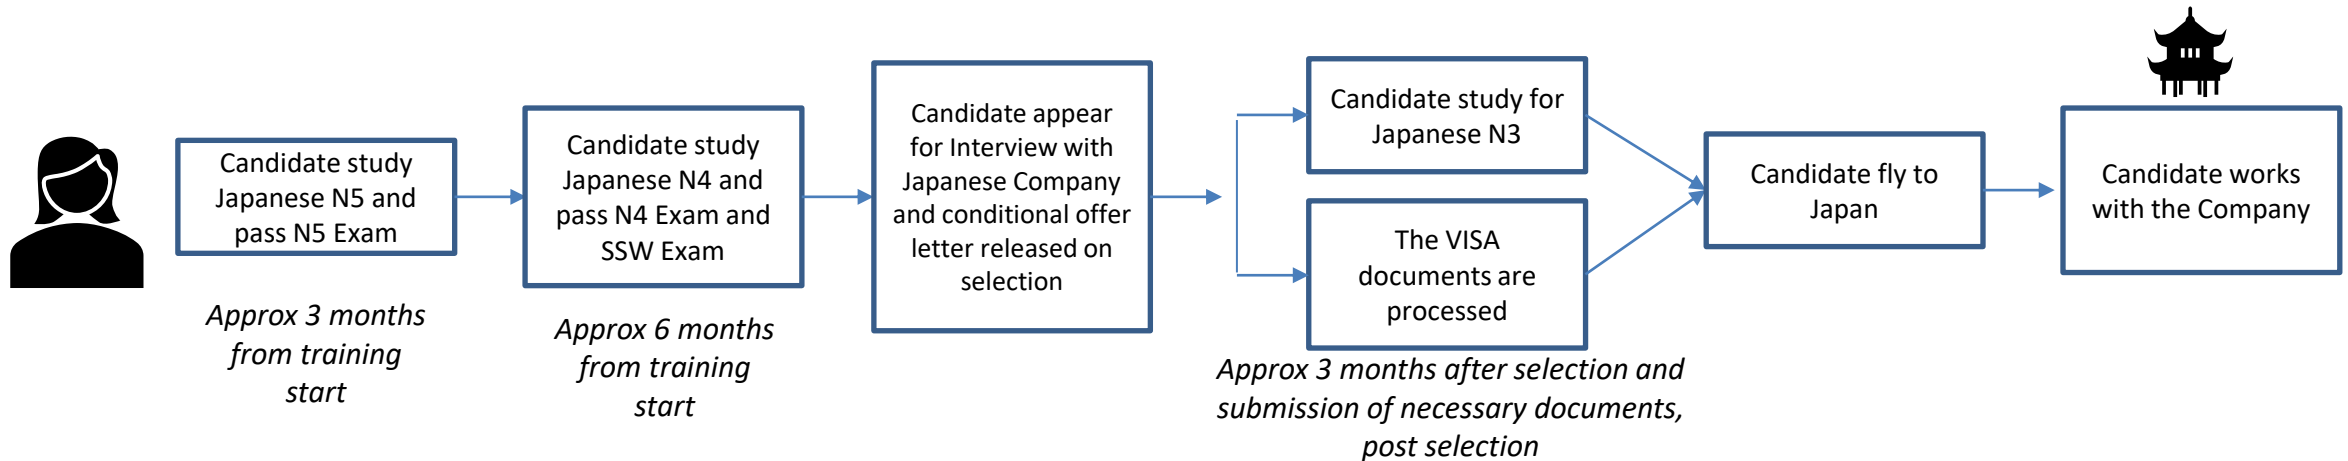 Candidate study
Japanese N5 and
pass N5 Exam
Approx 3 months
from training
start
Candidate study
Japanese N4 and
pass N4 Exam and
SSW Exam
Approx 6 months
from training
start
Candidate appear
for Interview with
Japanese Company
and conditional offer
letter released on
selection
Candidate study for
Japanese N3
The VISA
documents are
processed
Approx 3 months after selection and
submission of necessary documents,
post selection
Candidate fly to
Japan
Candidate works
with the Company